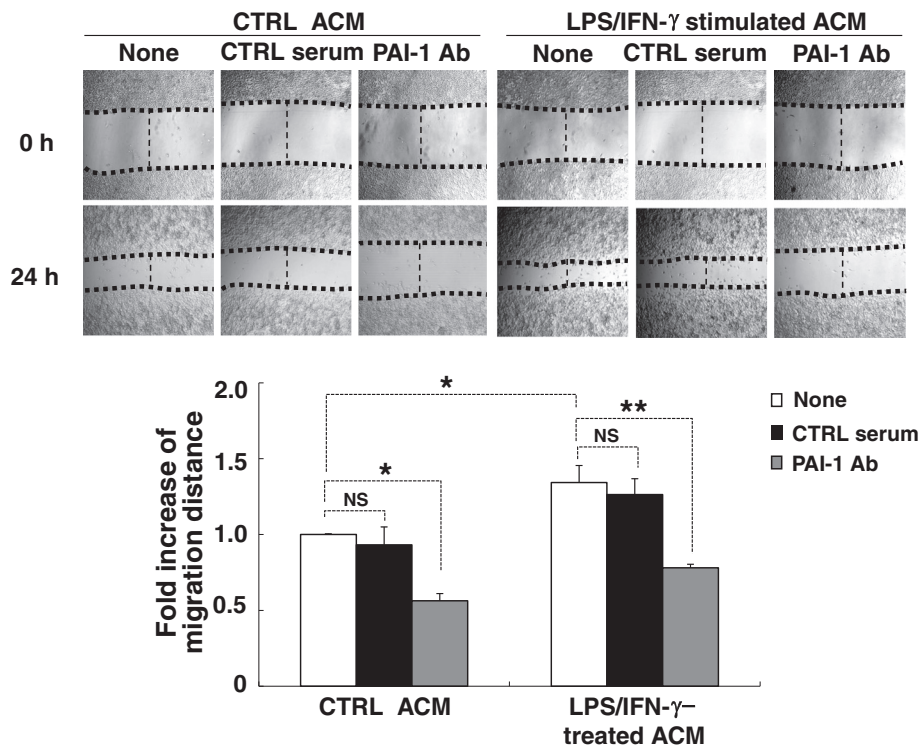 CTRL ACM
LPS/IFN-γ stimulated ACM
None
CTRL serum
PAI-1 Ab
None
CTRL serum
PAI-1 Ab
0 h
24 h
Fold increase of
migration distance
2.0
1.5
1.0
0.5
0
*
*
NS
**
NS
None
CTRL serum
PAI-1 Ab
CTRL ACM
LPS/IFN-γ–
treated ACM